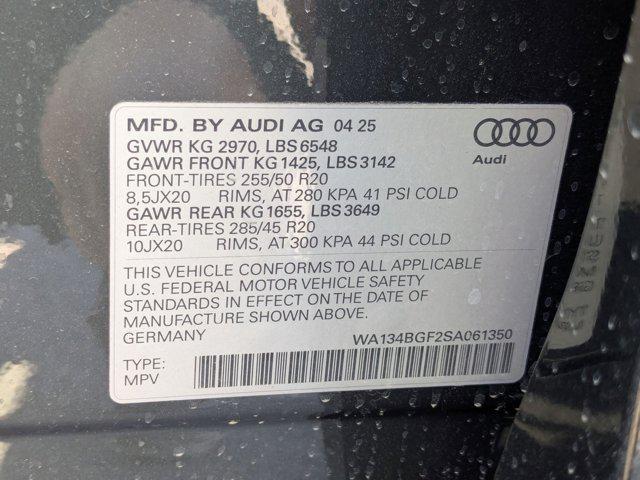 MFD. BY AUDI AG 04 25
GVWR KG 2970, LBS 6548
GAWR FRONT KG 1425, LBS 3142
FRONT-TIRES 255/50 R20
8,5JX20 RIMS, AT 280 KPA 41 PSI COLD
GAWR REAR KG 1655, LBS 3649
REAR-TIRES 285/45 R20
10JX20 RIMS, AT 300 KPA 44 PSI COLD
Audi
THIS VEHICLE CONFORMS TO ALL APPLICABLE
U.S. FEDERAL MOTOR VEHICLE SAFETY
STANDARDS IN EFFECT ON THE DATE OF
MANUFACTURE SHOWN ABOVE.
GERMANY
WA134BGF2SA061350
TYPE:
MPV